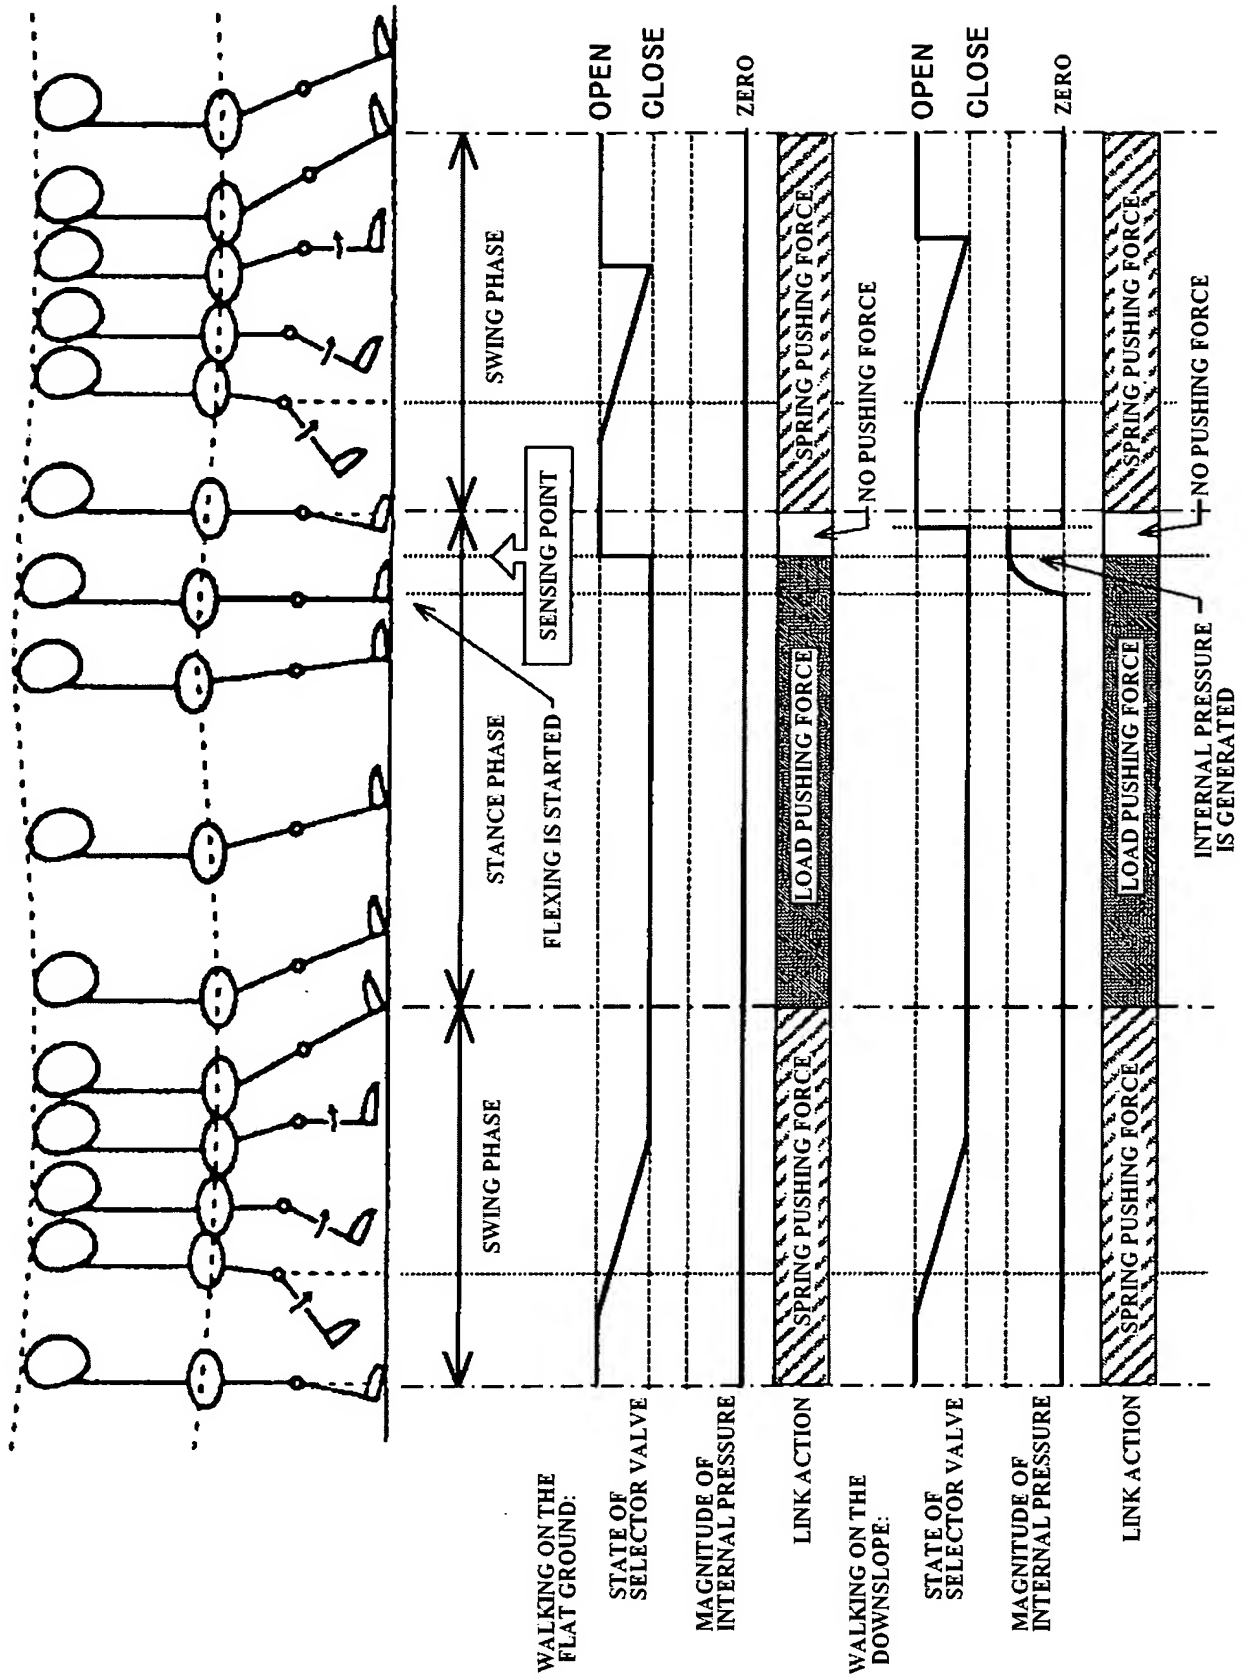 SWING PHASE
STANCE PHASE
SWING PHASE
FLEXING IS STARTED
SENSING POINT
WALKING ON THE
FLAT GROUND:
STATE OF
SELECTOR VALVE
OPEN
CLOSE
MAGNITUDE OF
INTERNAL PRESSURE
ZERO
LINK ACTION
SPRING PUSHING FORCE
LOAD PUSHING FORCE
SPRING PUSHING FORCE
NO PUSHING FORCE
WALKING ON THE
DOWNSLOPE:
STATE OF
SELECTOR VALVE
OPEN
CLOSE
MAGNITUDE OF
INTERNAL PRESSURE
ZERO
LINK ACTION
SPRING PUSHING FORCE
LOAD PUSHING FORCE
SPRING PUSHING FORCE
INTERNAL PRESSURE
IS GENERATED
NO PUSHING FORCE